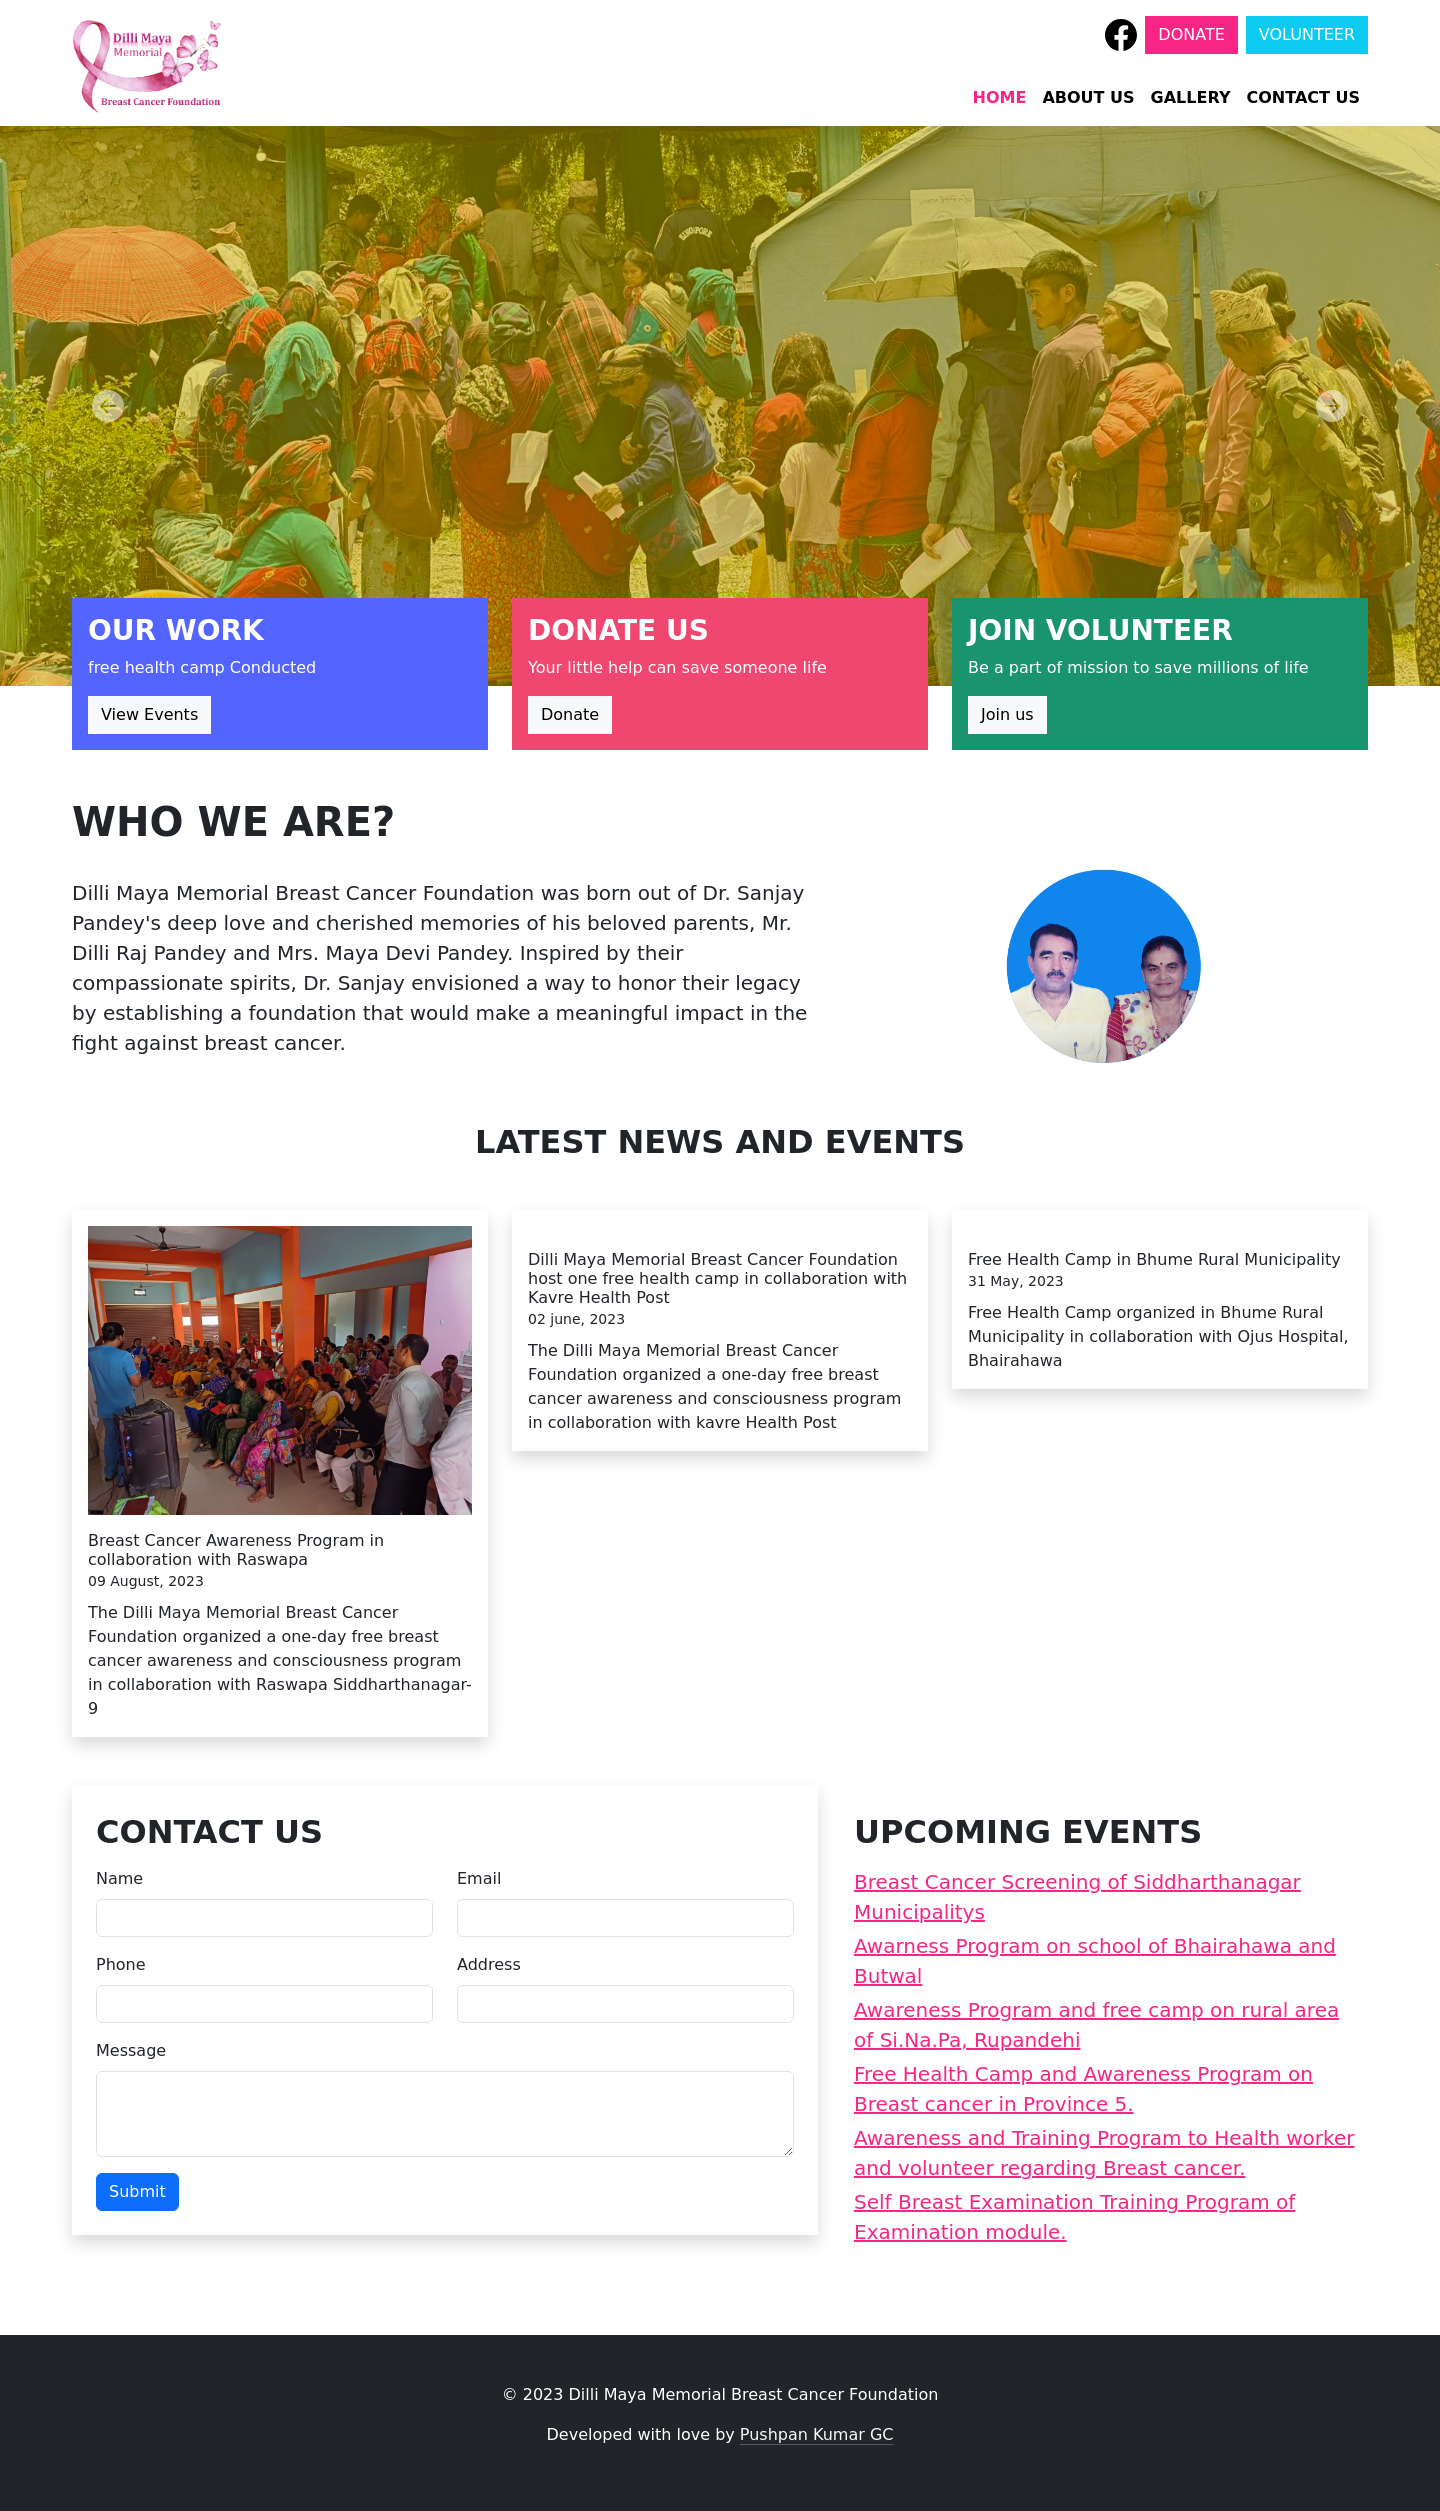 Dilli Maya
Memorial
Breast Cancer Foundation
DONATE
VOLUNTEER
HOME
ABOUT US
GALLERY
CONTACT US
SINGAPORE
OUR WORK
free health camp Conducted
View Events
DONATE US
Your little help can save someone life
Donate
JOIN VOLUNTEER
Be a part of mission to save millions of life
Join us
WHO WE ARE?
Dilli Maya Memorial Breast Cancer Foundation was born out of Dr. Sanjay
Pandey's deep love and cherished memories of his beloved parents, Mr.
Dilli Raj Pandey and Mrs. Maya Devi Pandey. Inspired by their
compassionate spirits, Dr. Sanjay envisioned a way to honor their legacy
by establishing a foundation that would make a meaningful impact in the
fight against breast cancer.
LATEST NEWS AND EVENTS
Breast Cancer Awareness Program in
collaboration with Raswapa
09 August, 2023
The Dilli Maya Memorial Breast Cancer
Foundation organized a one-day free breast
cancer awareness and consciousness program
in collaboration with Raswapa Siddharthanagar-
9
Dilli Maya Memorial Breast Cancer Foundation
host one free health camp in collaboration with
Kavre Health Post
02 june, 2023
The Dilli Maya Memorial Breast Cancer
Foundation organized a one-day free breast
cancer awareness and consciousness program
in collaboration with kavre Health Post
Free Health Camp in Bhume Rural Municipality
31 May, 2023
Free Health Camp organized in Bhume Rural
Municipality in collaboration with Ojus Hospital,
Bhairahawa
CONTACT US
Name
Email
Phone
Address
Message
Submit
UPCOMING EVENTS
Breast Cancer Screening of Siddharthanagar
Municipalitys
Awarness Program on school of Bhairahawa and
Butwal
Awareness Program and free camp on rural area
of Si.Na.Pa, Rupandehi
Free Health Camp and Awareness Program on
Breast cancer in Province 5.
Awareness and Training Program to Health worker
and volunteer regarding Breast cancer.
Self Breast Examination Training Program of
Examination module.
© 2023 Dilli Maya Memorial Breast Cancer Foundation
Developed with love by Pushpan Kumar GC